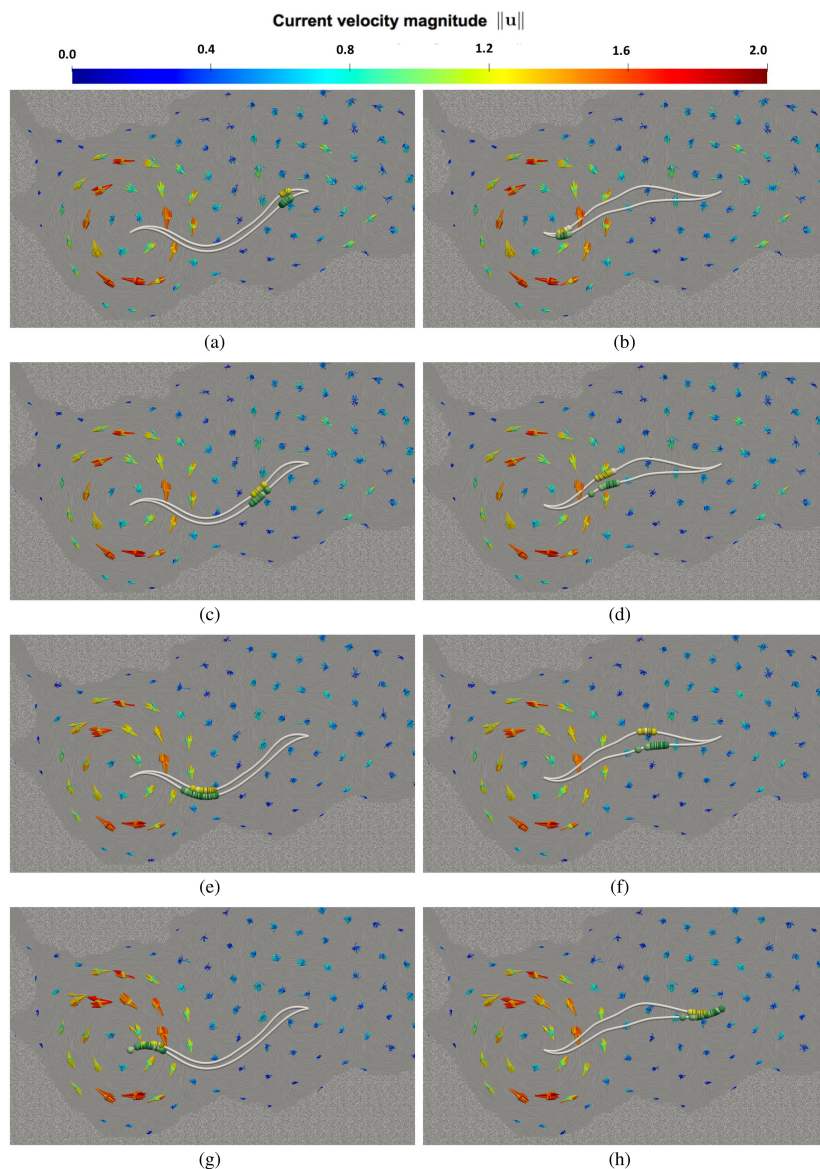 Current velocity magnitude ‖u‖
0.0 0.4 0.8 1.2 1.6 2.0
(a) (b)
(c) (d)
(e) (f)
(g) (h)